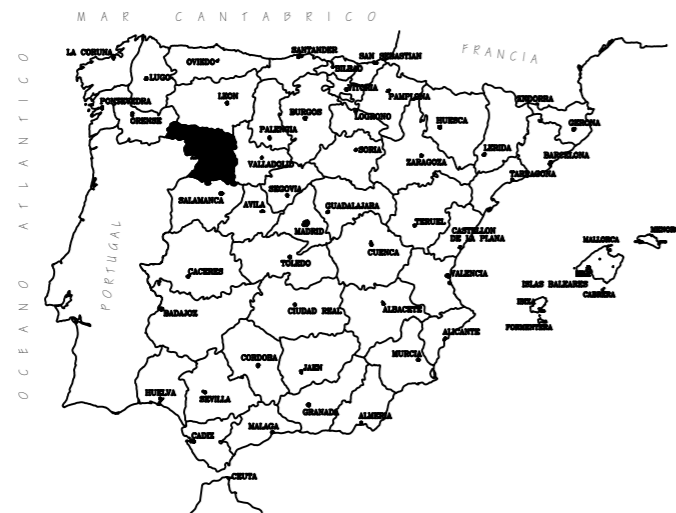 MAR CANTABRICO
FRANCIA
OCEANO ATLANTICO
PORTUGAL
LA CORUNA
LUGO
OVIEDO
SANTANDER
BILBAO
SAN SEBASTIAN
VITORIA
PAMPLONA
PONTEVEDRA
ORENSE
LEON
BURGOS
LOGRONO
HUESCA
ANDORRA
GERONA
PALENCIA
VALLADOLID
SORIA
ZARAGOZA
LERIDA
BARCELONA
TARRAGONA
SALAMANCA
AVILA
SEGOVIA
GUADALAJARA
MADRID
TERUEL
CASTELLON
DE LA PLANA
MALLORCA
CACERES
TOLEDO
CUENCA
VALENCIA
ISLAS BALEARES
CABRERA
IBIZA
FORMENTERA
BADAJOZ
CIUDAD REAL
ALBACETE
ALICANTE
CORDOBA
JAEN
MURCIA
HUELVA
SEVILLA
GRANADA
ALMERIA
CADIZ
MALAGA
CEUTA